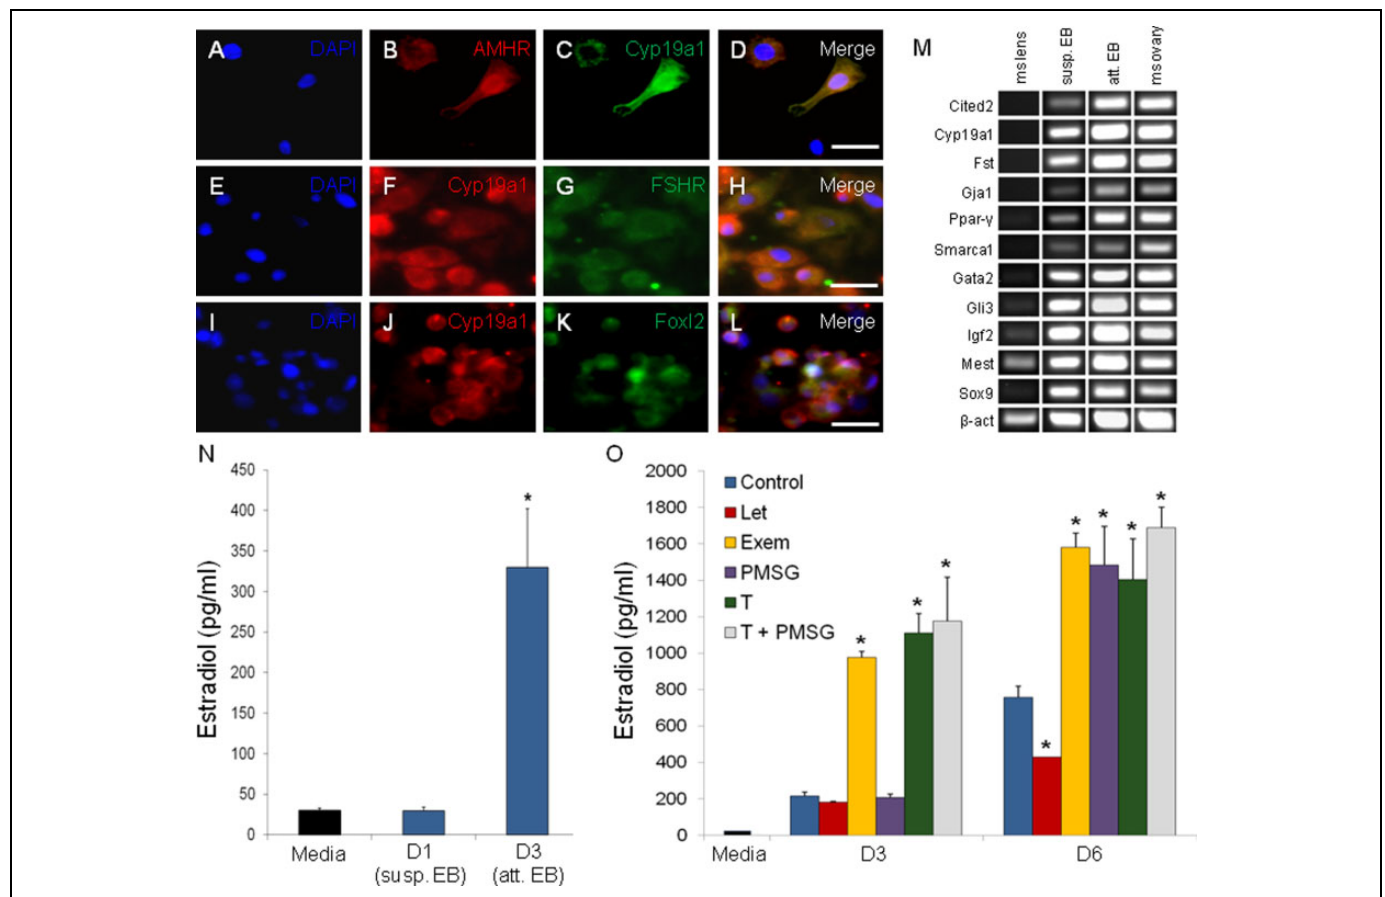 A DAPI B AMHR C Cyp19a1 D Merge
E DAPI F Cyp19a1 G FSHR H Merge
I DAPI J Cyp19a1 K Foxl2 L Merge
M ms lens susp. EB att. EB ms ovary
Cited2
Cyp19a1
Fst
Gja1
Ppar-γ
Smarca1
Gata2
Gli3
Igf2
Mest
Sox9
β-act
N
Estradiol (pg/ml)
450
400
350
300
250
200
150
100
50
0
*
Media D1 D3
(susp. EB) (att. EB)
O
Estradiol (pg/ml)
2000
1800
1600
1400
1200
1000
800
600
400
200
0
Control
Let
Exem
PMSG
T
T + PMSG
* * *
* * * * *
Media D3 D6